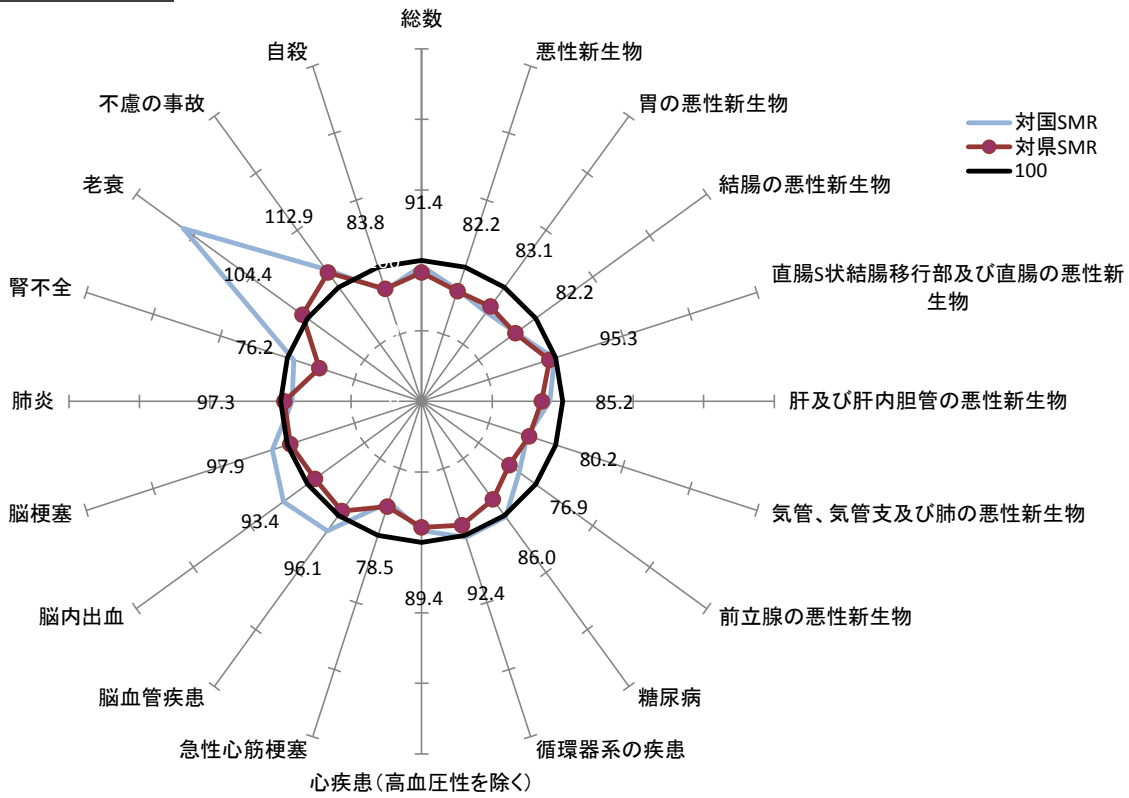 総数
自殺
悪性新生物
不慮の事故
胃の悪性新生物
対国SMR
対県SMR
100
老衰
結腸の悪性新生物
112.9
83.8
91.4
82.2
83.1
104.4
100
82.2
直腸S状結腸移行部及び直腸の悪性新
生物
腎不全
76.2
95.3
肺炎
97.3
85.2
肝及び肝内胆管の悪性新生物
97.9
80.2
脳梗塞
93.4
76.9
気管、気管支及び肺の悪性新生物
96.1
78.5
89.4
92.4
86.0
脳内出血
前立腺の悪性新生物
脳血管疾患
糖尿病
急性心筋梗塞
循環器系の疾患
心疾患(高血圧性を除く)